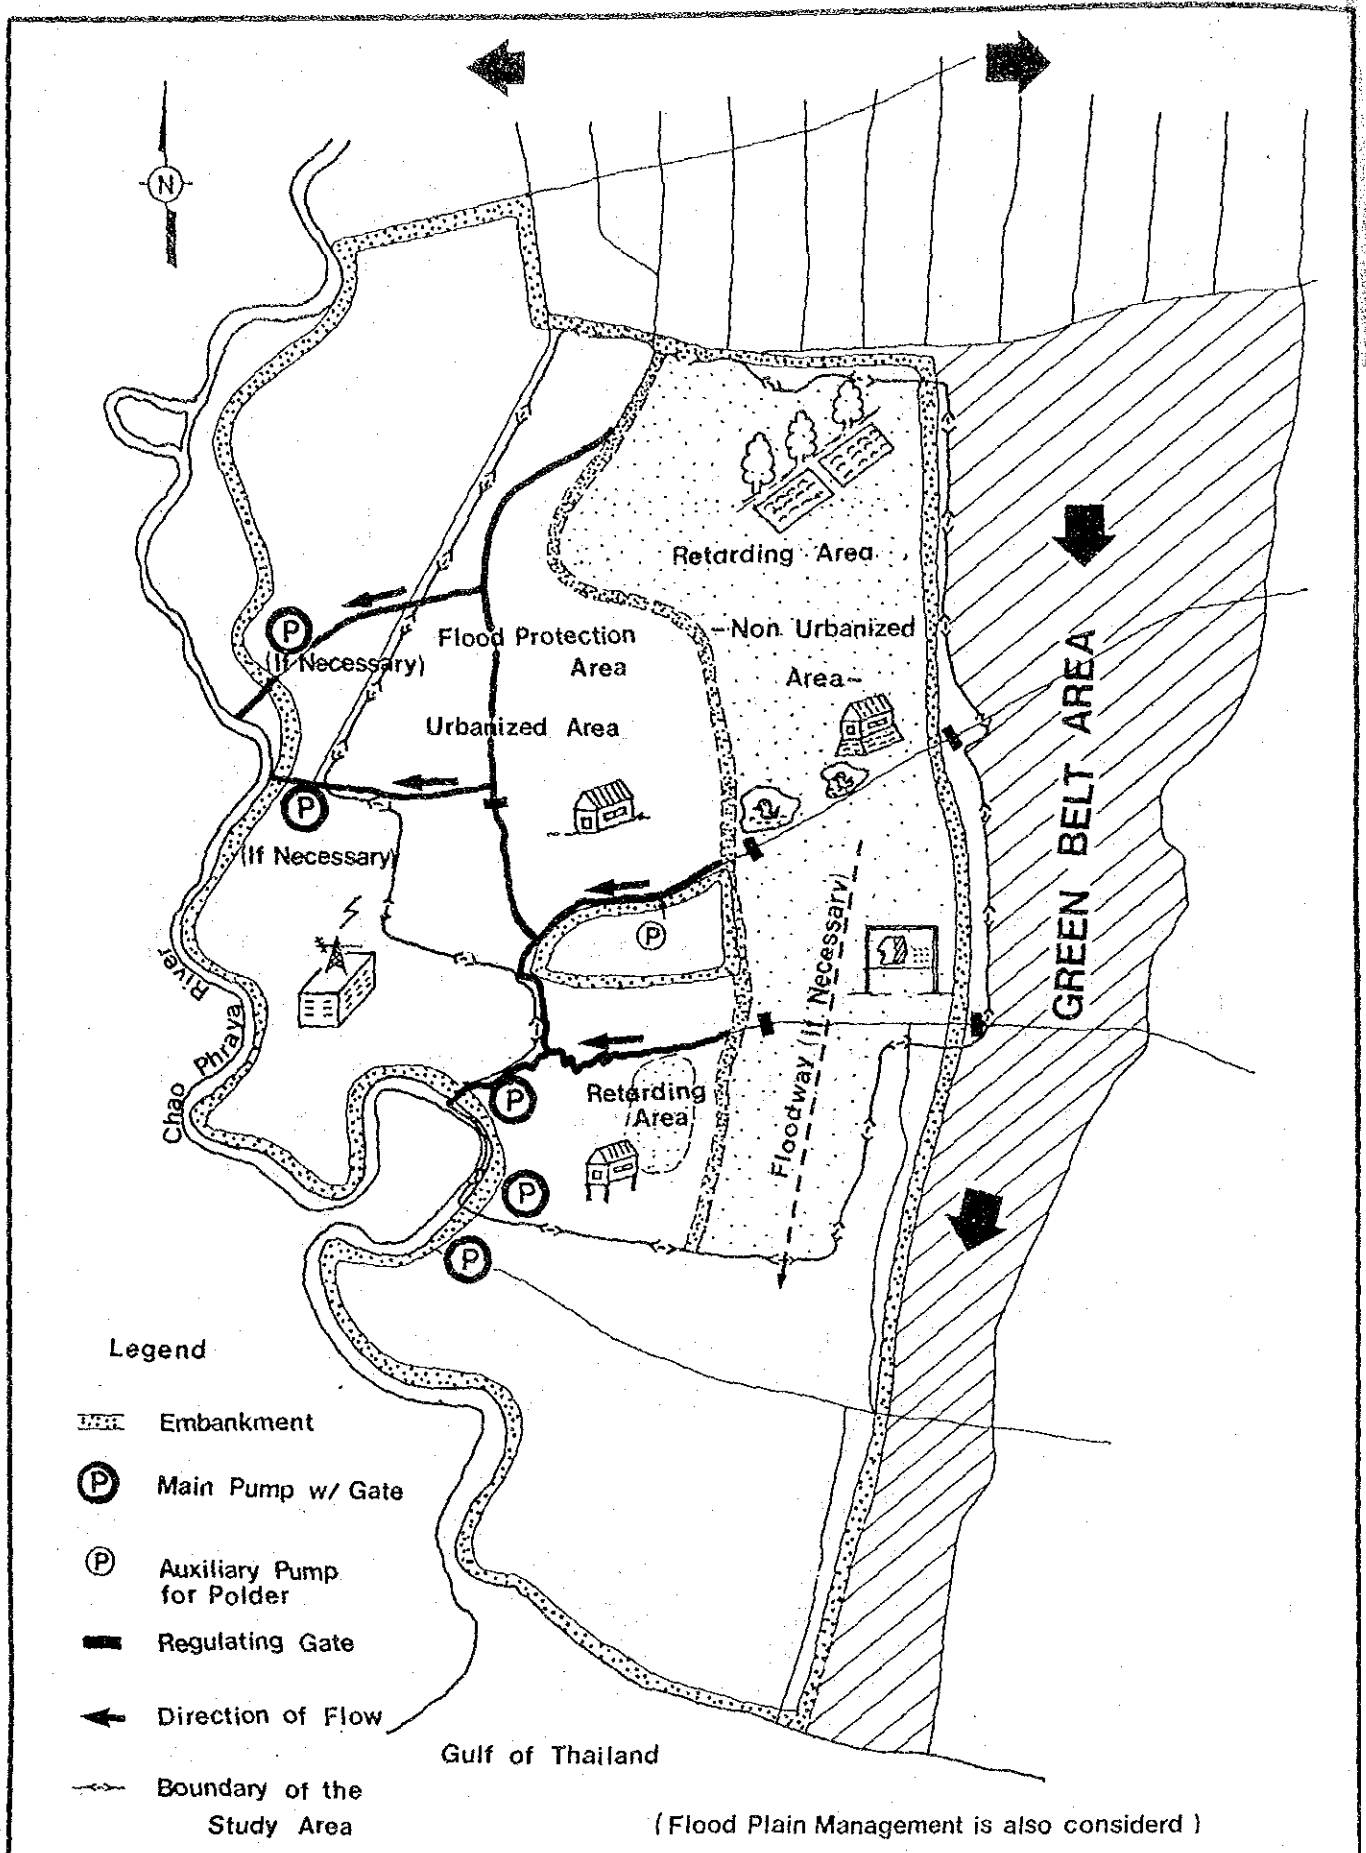 N
Retarding Area
-Non Urbanized
Area-
Flood Protection
Area
Urbanized Area
P
(If Necessary)
P
(If Necessary)
P
GREEN BELT AREA
Floodway (If Necessary)
Chao Phraya River
P
Retarding
Area
P
P
Legend
Embankment
P Main Pump w/ Gate
P Auxiliary Pump
for Polder
Regulating Gate
Direction of Flow
Boundary of the
Study Area
Gulf of Thailand
(Flood Plain Management is also considerd)